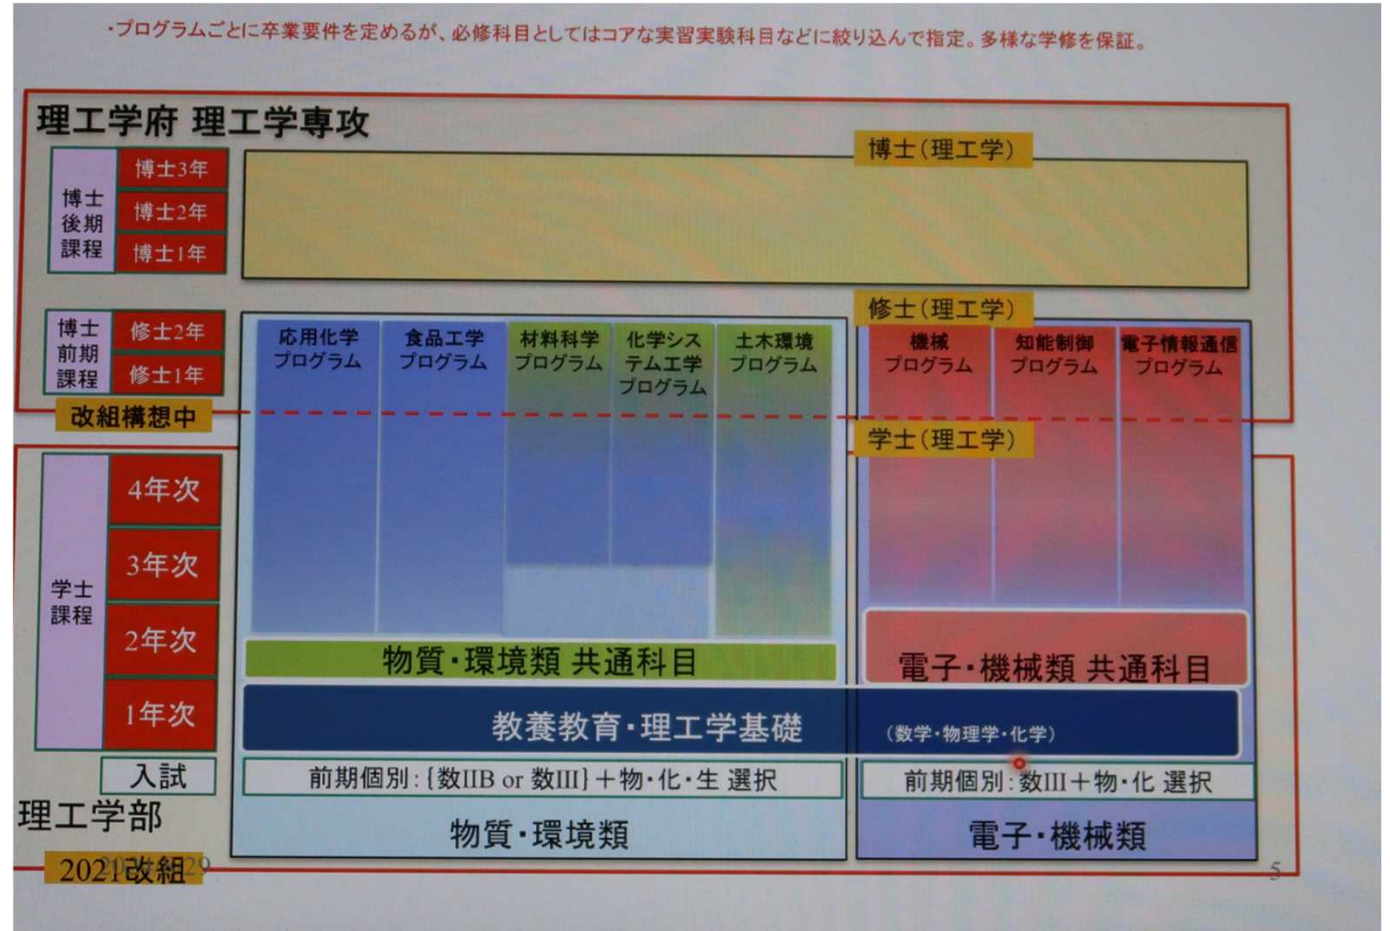 ・プログラムごとに卒業要件を定めるが、必修科目としてはコアな実習実験科目などに絞り込んで指定。多様な学修を保証。
理工学府 理工学専攻
博士(理工学)
博士
後期
課程
博士3年
博士2年
博士1年
修士(理工学)
博士
前期
課程
修士2年
修士1年
応用化学
プログラム
食品工学
プログラム
材料科学
プログラム
化学シス
テム工学
プログラム
土木環境
プログラム
機械
プログラム
知能制御
プログラム
電子情報通信
プログラム
改組構想中
学士(理工学)
学士
課程
4年次
3年次
2年次
1年次
物質・環境類 共通科目
電子・機械類 共通科目
教養教育・理工学基礎
(数学・物理学・化学)
入試
前期個別:{数IIB or 数III}+物・化・生 選択
前期個別:数III+物・化 選択
理工学部
物質・環境類
電子・機械類
2021改組
5